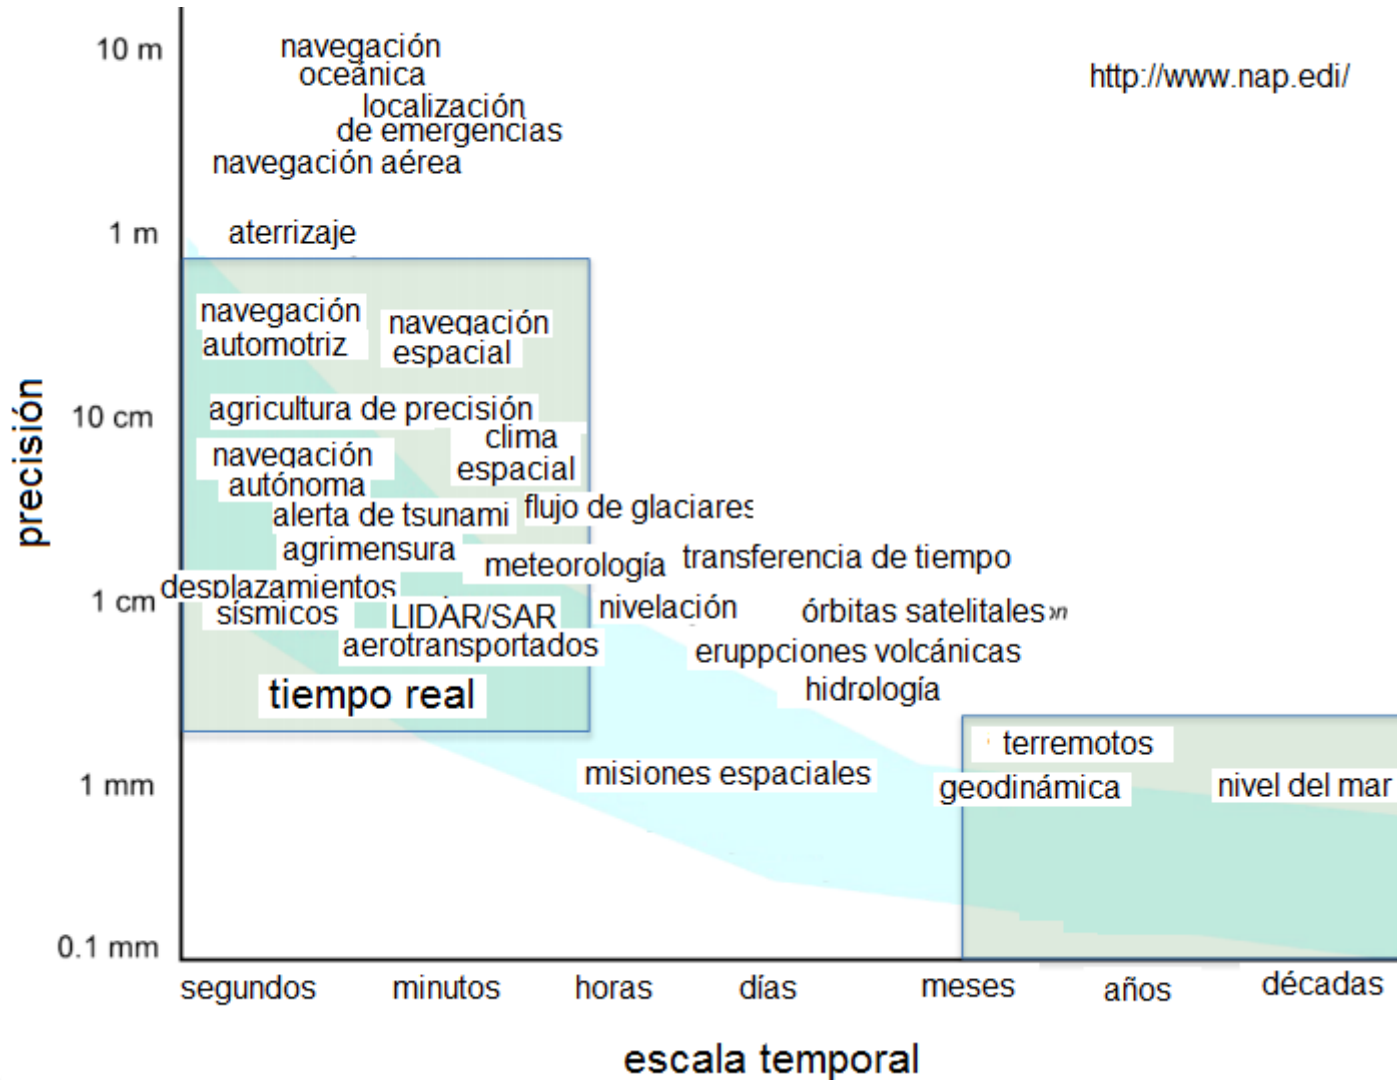 10 m
navegación
oceánica
http://www.nap.edi/
localización
de emergencias
navegación aérea
1 m
aterrizaje
navegación
automotriz
navegación
espacial
precisión
10 cm
agricultura de precisión
clima
espacial
navegación
autónoma
alerta de tsunami
flujo de glaciares
agrimensura
meteorología
transferencia de tiempo
desplazamientos
sísmicos
1 cm
LIDAR/SAR
aerotransportados
nivelación
órbitas satelitales
eruppciones volcánicas
hidrología
tiempo real
terremotos
misiones espaciales
1 mm
geodinámica
nivel del mar
0.1 mm
segundos
minutos
horas
días
meses
años
décadas
escala temporal